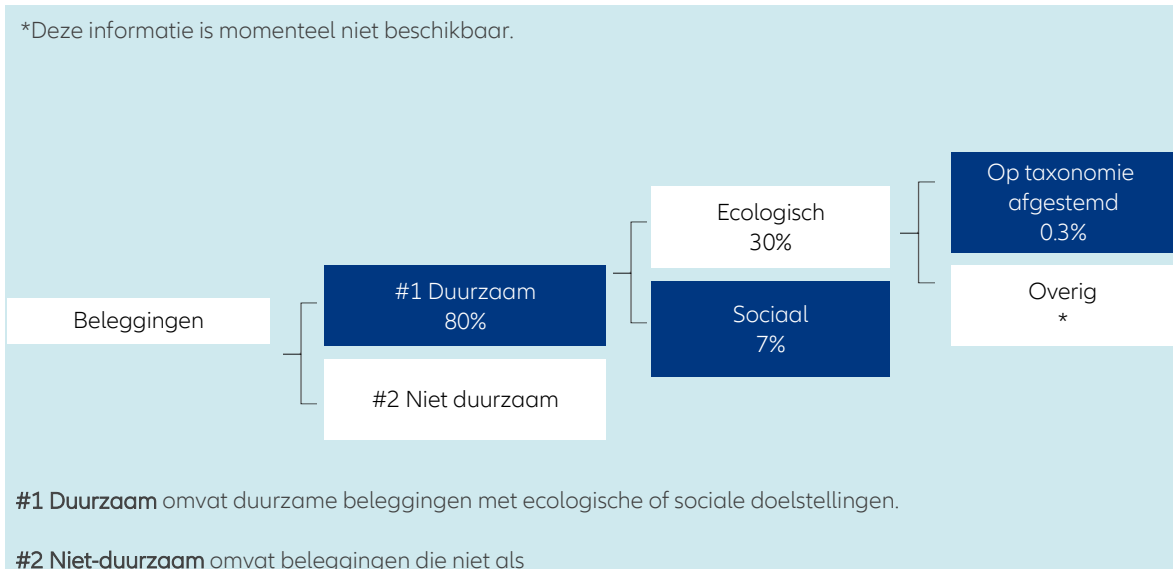 *Deze informatie is momenteel niet beschikbaar.
Op taxonomie
afgestemd
0.3%
Ecologisch
30%
#1 Duurzaam
80%
Overig
*
Sociaal
7%
Beleggingen
#2 Niet duurzaam
#1 Duurzaam omvat duurzame beleggingen met ecologische of sociale doelstellingen.
#2 Niet-duurzaam omvat beleggingen die niet als